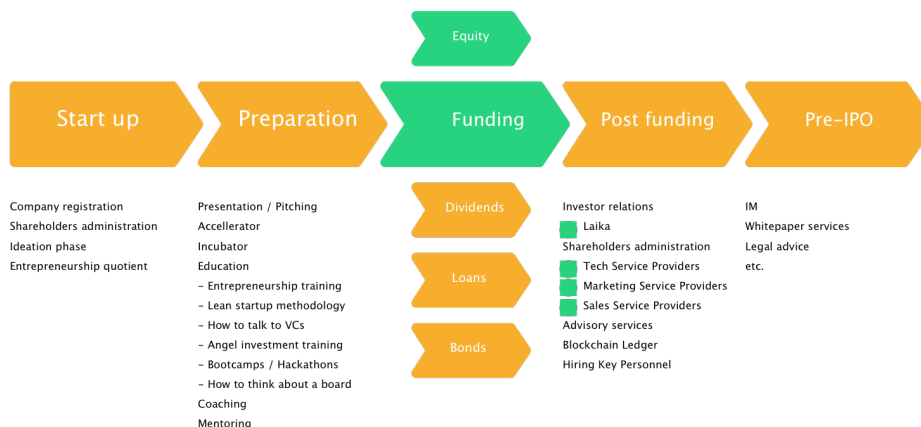 Equity
Start up
Preparation
Funding
Post funding
Pre-IPO
Company registration
Shareholders administration
Ideation phase
Entrepreneurship quotient
Presentation / Pitching
Accellerator
Incubator
Education
- Entrepreneurship training
- Lean startup methodology
- How to talk to VCs
- Angel investment training
- Bootcamps / Hackathons
- How to think about a board
Coaching
Mentoring
Dividends
Loans
Bonds
Investor relations
Laika
Shareholders administration
Tech Service Providers
Marketing Service Providers
Sales Service Providers
Advisory services
Blockchain Ledger
Hiring Key Personnel
IM
Whitepaper services
Legal advice
etc.